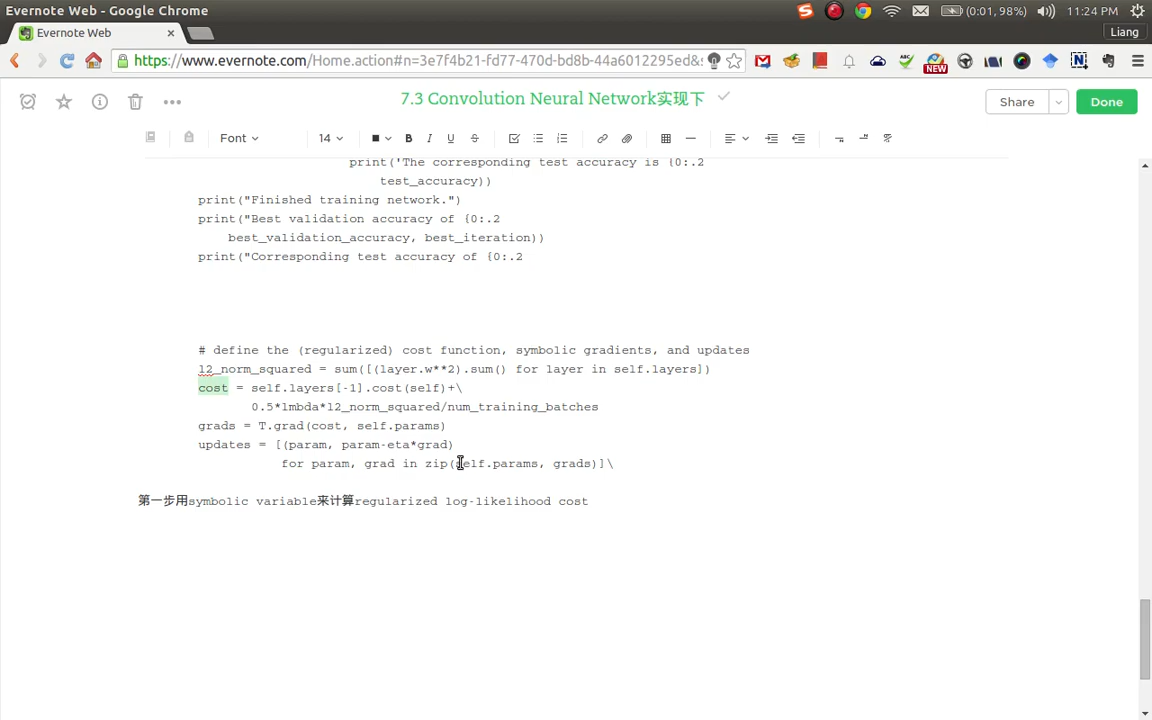 Evernote Web - Google Chrome
(0:01, 98%)
11:24 PM
Evernote Web
Liang
https://www.evernote.com/Home.action#n=3e7f4b21-fd77-470d-bd8b-44a6012295ed&
NEW
7.3 Convolution Neural Network实现下
Share
Done
Font
14
B
I
U
print('The corresponding test accuracy is {0:.2
test_accuracy))
print("Finished training network.")
print("Best validation accuracy of {0:.2
best_validation_accuracy, best_iteration))
print("Corresponding test accuracy of {0:.2
# define the (regularized) cost function, symbolic gradients, and updates
l2_norm_squared = sum([(layer.w**2).sum() for layer in self.layers])
cost = self.layers[-1].cost(self)+\
0.5*lmbda*l2_norm_squared/num_training_batches
grads = T.grad(cost, self.params)
updates = [(param, param-eta*grad)
for param, grad in zip(self.params, grads)]\
第一步用symbolic variable来计算regularized log-likelihood cost